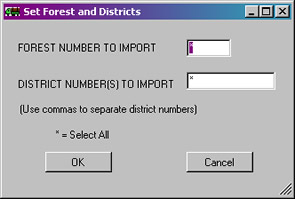 Set Forest and Districts
FOREST NUMBER TO IMPORT *
DISTRICT NUMBER(S) TO IMPORT *
(Use commas to separate district numbers)
* = Select All
OK Cancel